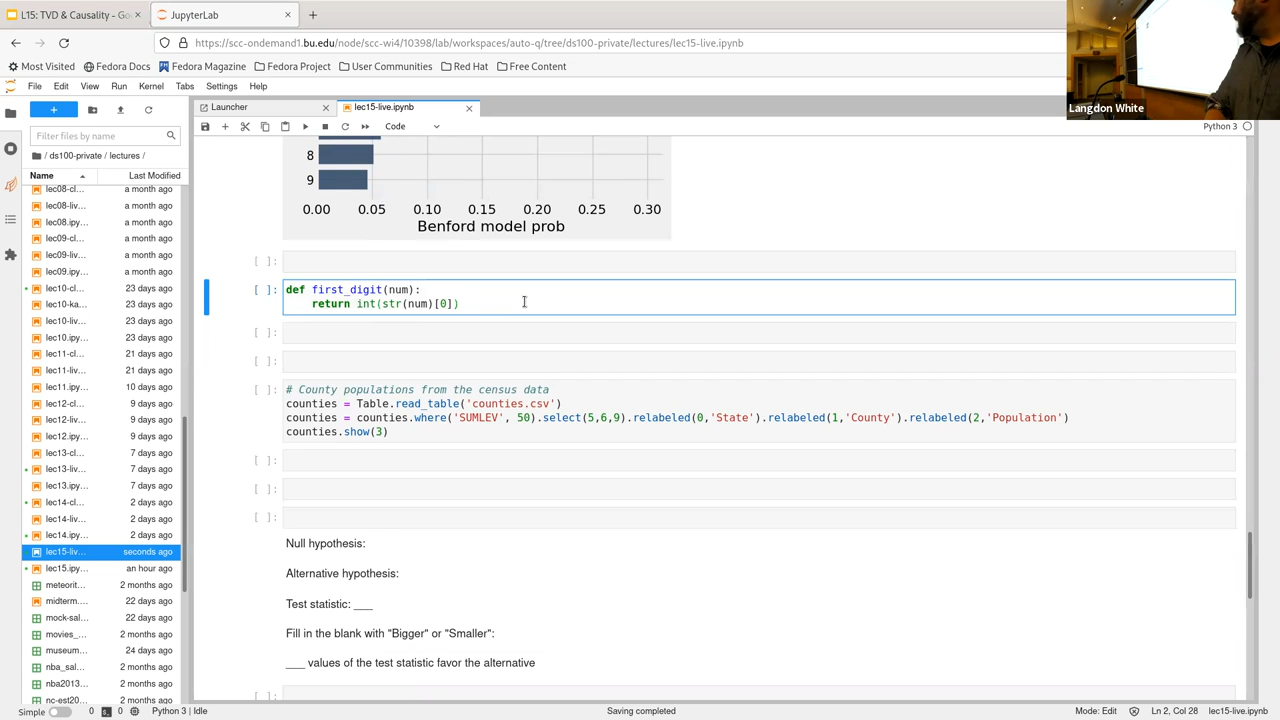 L15: TVD & Causality - Go
JupyterLab
https://scc-ondemand1.bu.edu/node/scc-wi4/10398/lab/workspaces/auto-q/tree/ds100-private/lectures/lec15-live.ipynb
Most Visited
Fedora Docs
Fedora Magazine
Fedora Project
User Communities
Red Hat
Free Content
Langdon White
File Edit View Run Kernel Tabs Settings Help
Launcher
lec15-live.ipynb
Filter files by name
/ ds100-private / lectures /
Name Last Modified
lec08-cl... a month ago
lec08-liv... a month ago
lec08.ipy... a month ago
lec09-cl... a month ago
lec09-liv... a month ago
lec09.ipy... a month ago
lec10-cl... 23 days ago
lec10-ka... 23 days ago
lec10-liv... 23 days ago
lec10.ipy... 23 days ago
lec11-cl... 21 days ago
lec11-liv... 21 days ago
lec11.ipy... 10 days ago
lec12-cl... 9 days ago
lec12-liv... 9 days ago
lec12.ipy... 9 days ago
lec13-cl... 7 days ago
lec13-liv... 7 days ago
lec13.ipy... 7 days ago
lec14-cl... 2 days ago
lec14-liv... 2 days ago
lec14.ipy... 2 days ago
lec15-liv... seconds ago
lec15.ipy... an hour ago
meteorit... 2 months ago
midterm.... 22 days ago
mock-sal... 22 days ago
movies_... 2 months ago
museum... 24 days ago
nba_sal... 2 months ago
nba2013... 2 months ago
nc-est20... 2 months ago
Code
Python 3
8
9
0.00 0.05 0.10 0.15 0.20 0.25 0.30
Benford model prob
[ ]:
[ ]: def first_digit(num):
return int(str(num)[0])
[ ]:
[ ]:
[ ]: # County populations from the census data
counties = Table.read_table('counties.csv')
counties = counties.where('SUMLEV', 50).select(5,6,9).relabeled(0,'State').relabeled(1,'County').relabeled(2,'Population')
counties.show(3)
[ ]:
[ ]:
[ ]:
Null hypothesis:
Alternative hypothesis:
Test statistic: ___
Fill in the blank with "Bigger" or "Smaller":
___ values of the test statistic favor the alternative
[ ]:
Simple 0 0 Python 3 | Idle
Saving completed
Mode: Edit Ln 2, Col 28 lec15-live.ipynb